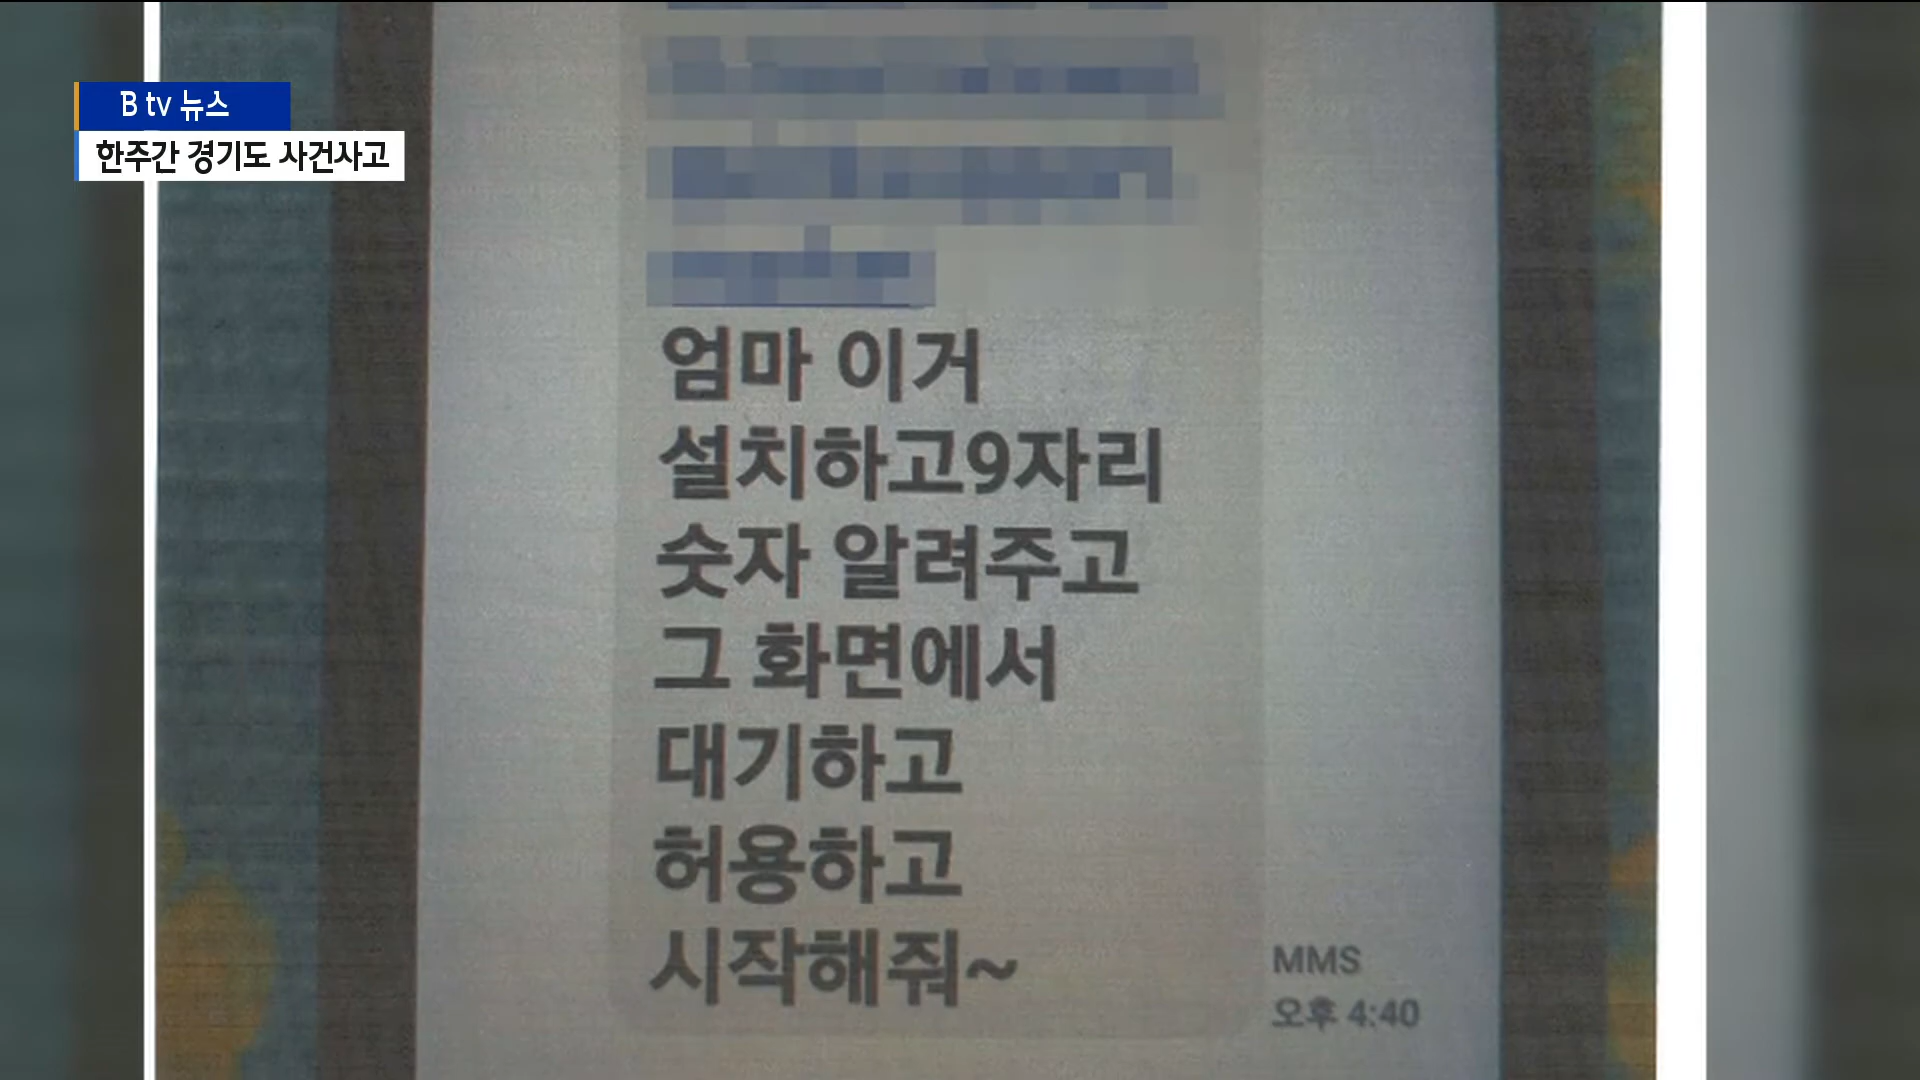 B tv 뉴스
한주간 경기도 사건사고
엄마 이거
설치하고9자리
숫자 알려주고
그 화면에서
대기하고
허용하고
시작해줘~
MMS
오후 4:40